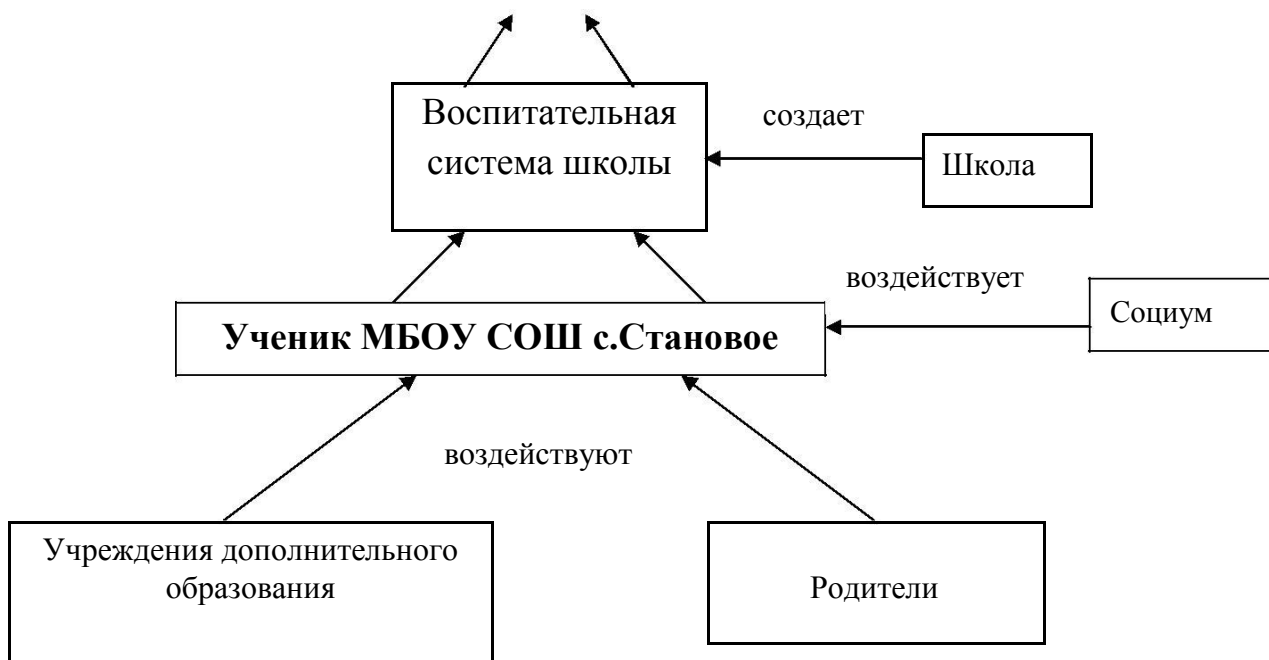 Воспитательная
система школы
создает
Школа
воздействует
Социум
Ученик МБОУ СОШ с.Становое
воздействуют
Учреждения дополнительного
образования
Родители